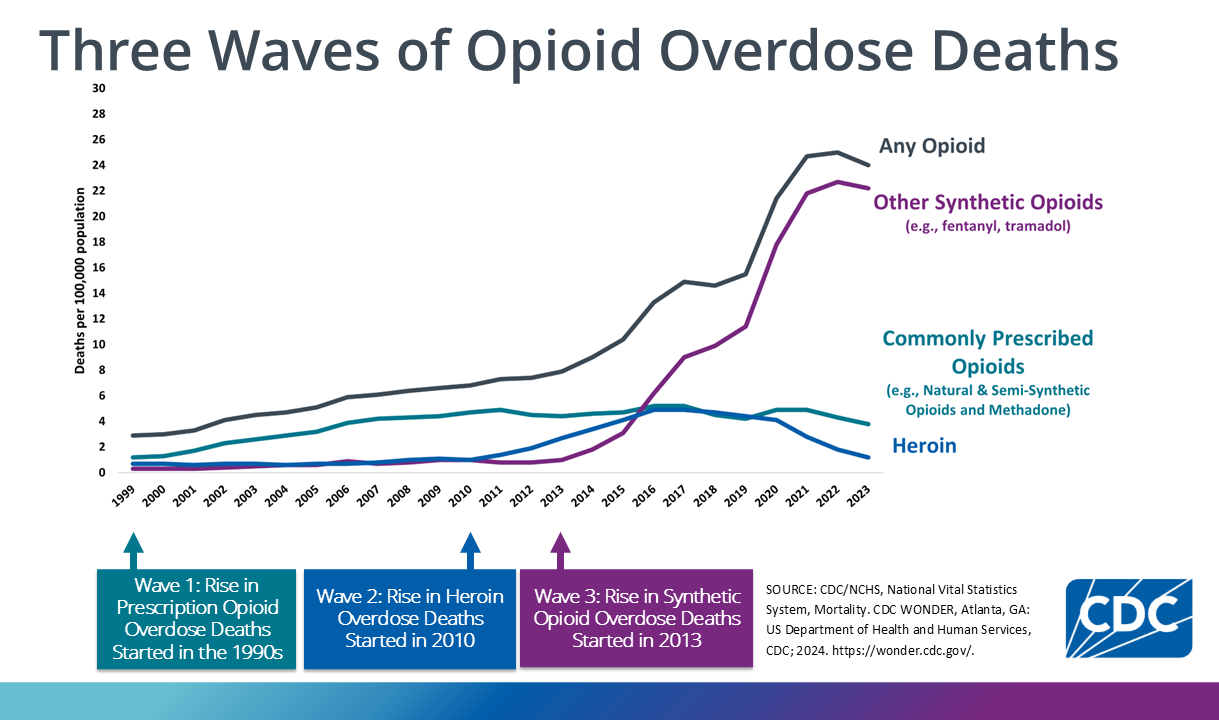 Three Waves of Opioid Overdose Deaths
Deaths per 100,000 population
30
28
26
24
22
20
18
16
14
12
10
8
6
4
2
0
1999
2000
2001
2002
2003
2004
2005
2006
2007
2008
2009
2010
2011
2012
2013
2014
2015
2016
2017
2018
2019
2020
2021
2022
2023
Any Opioid
Other Synthetic Opioids
(e.g., fentanyl, tramadol)
Commonly Prescribed
Opioids
(e.g., Natural & Semi-Synthetic
Opioids and Methadone)
Heroin
Wave 1: Rise in
Prescription Opioid
Overdose Deaths
Started in the 1990s
Wave 2: Rise in Heroin
Overdose Deaths
Started in 2010
Wave 3: Rise in Synthetic
Opioid Overdose Deaths
Started in 2013
SOURCE: CDC/NCHS, National Vital Statistics
System, Mortality. CDC WONDER, Atlanta, GA:
US Department of Health and Human Services,
CDC; 2024. https://wonder.cdc.gov/.
CDC